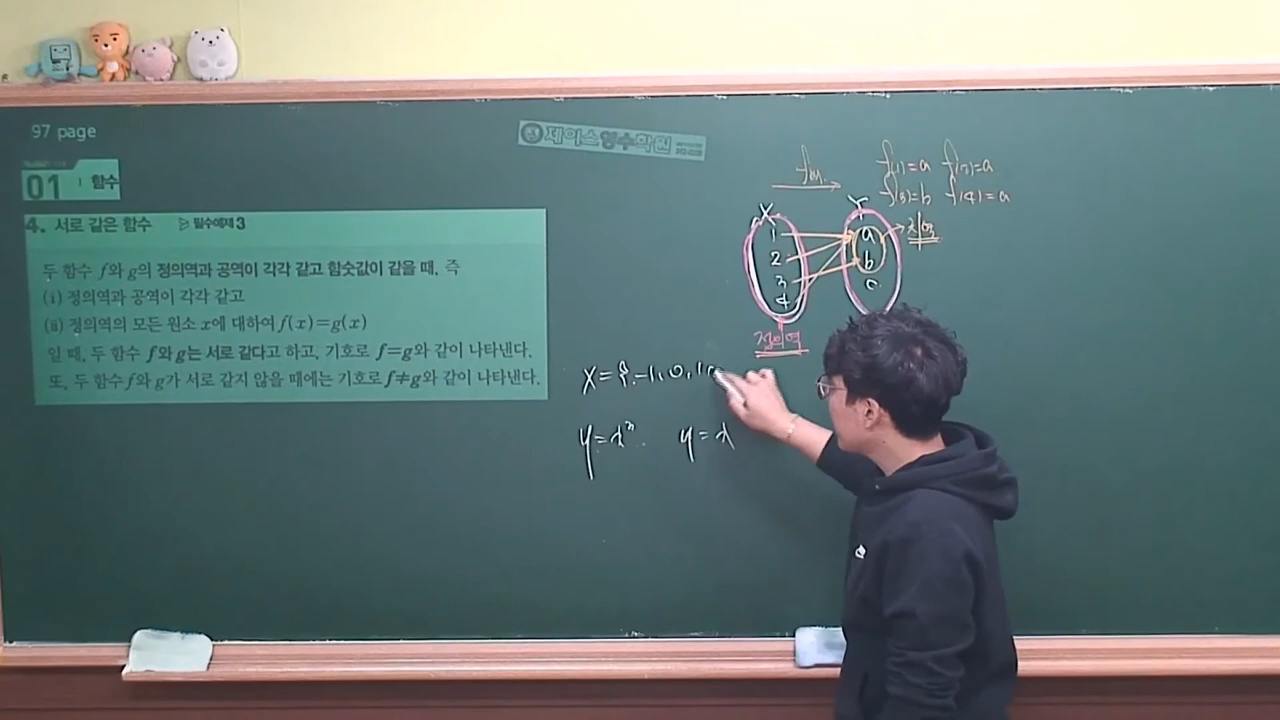 97 page
제이스영수학원
01 함수
4. 서로 같은 함수 ▷ 필수예제 3
두 함수 f와 g의 정의역과 공역이 각각 같고 함숫값이 같을 때, 즉
(ⅰ) 정의역과 공역이 각각 같고
(ⅱ) 정의역의 모든 원소 x에 대하여 f(x)=g(x)
일 때, 두 함수 f와 g는 서로 같다고 하고, 기호로 f=g와 같이 나타낸다.
또, 두 함수 f와 g가 서로 같지 않을 때에는 기호로 f≠g와 같이 나타낸다.
f(1)=a f(2)=a
f(3)=b f(4)=a
X Y
1 a
2 b
3 c
4
치역
정의역
X={-1, 0, 1
y=x³ y=x